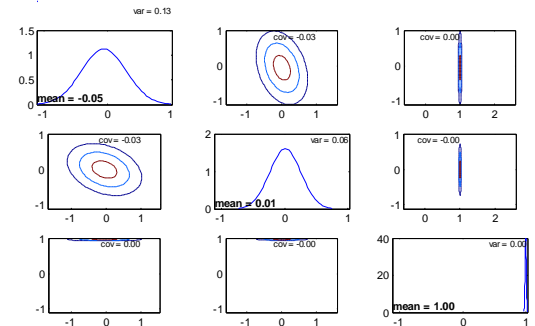 var = 0.13
1.5
1
0.5
0
mean = -0.05
-1 0 1
cov = -0.03
1
0
-1
-1 0 1
cov = 0.00
1
0
-1
0 1 2
cov = -0.03
1
0
-1
-1 0 1
var = 0.06
2
1
0
mean = 0.01
-1 0 1
cov = -0.00
1
0
-1
0 1 2
cov = 0.00
1
0
-1
-1 0 1
cov = -0.00
1
0
-1
-1 0 1
var = 0.00
40
20
0
mean = 1.00
-1 0 1